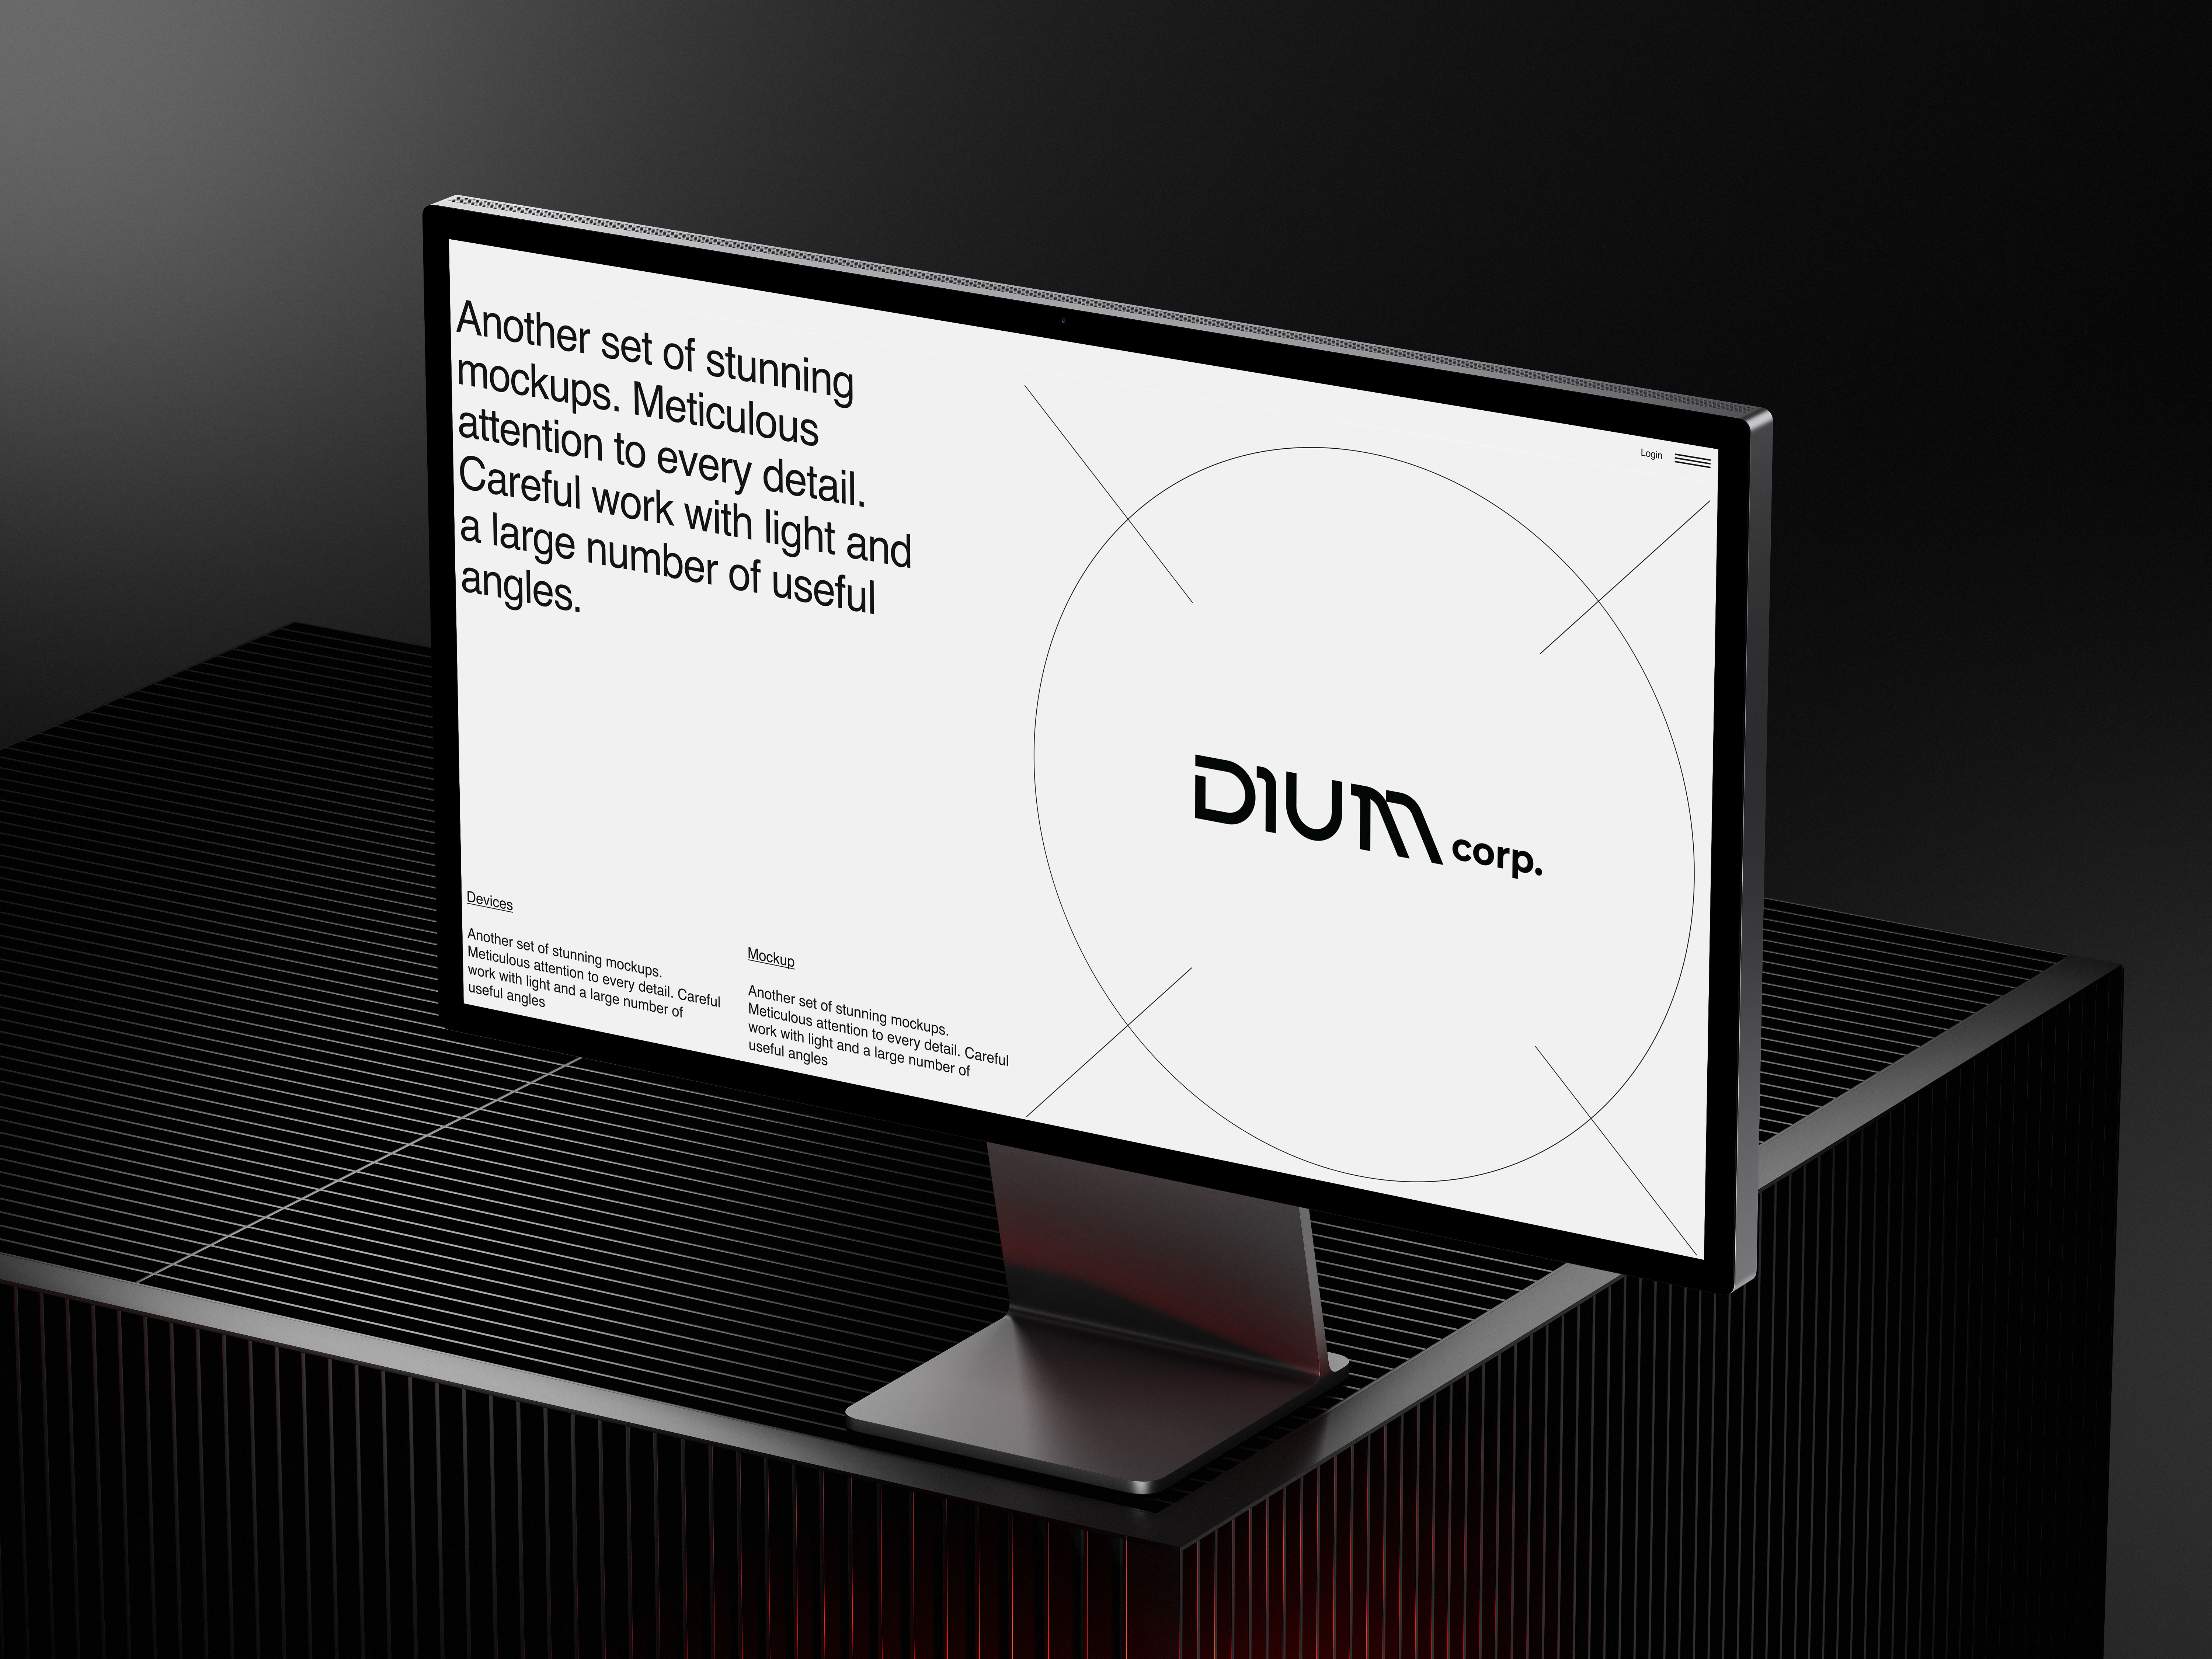 Login
Another set of stunning
mockups. Meticulous
attention to every detail.
Careful work with light and
a large number of useful
angles.
DIUM corp.
Devices
Another set of stunning mockups.
Meticulous attention to every detail. Careful
work with light and a large number of
useful angles
Mockup
Another set of stunning mockups.
Meticulous attention to every detail. Careful
work with light and a large number of
useful angles